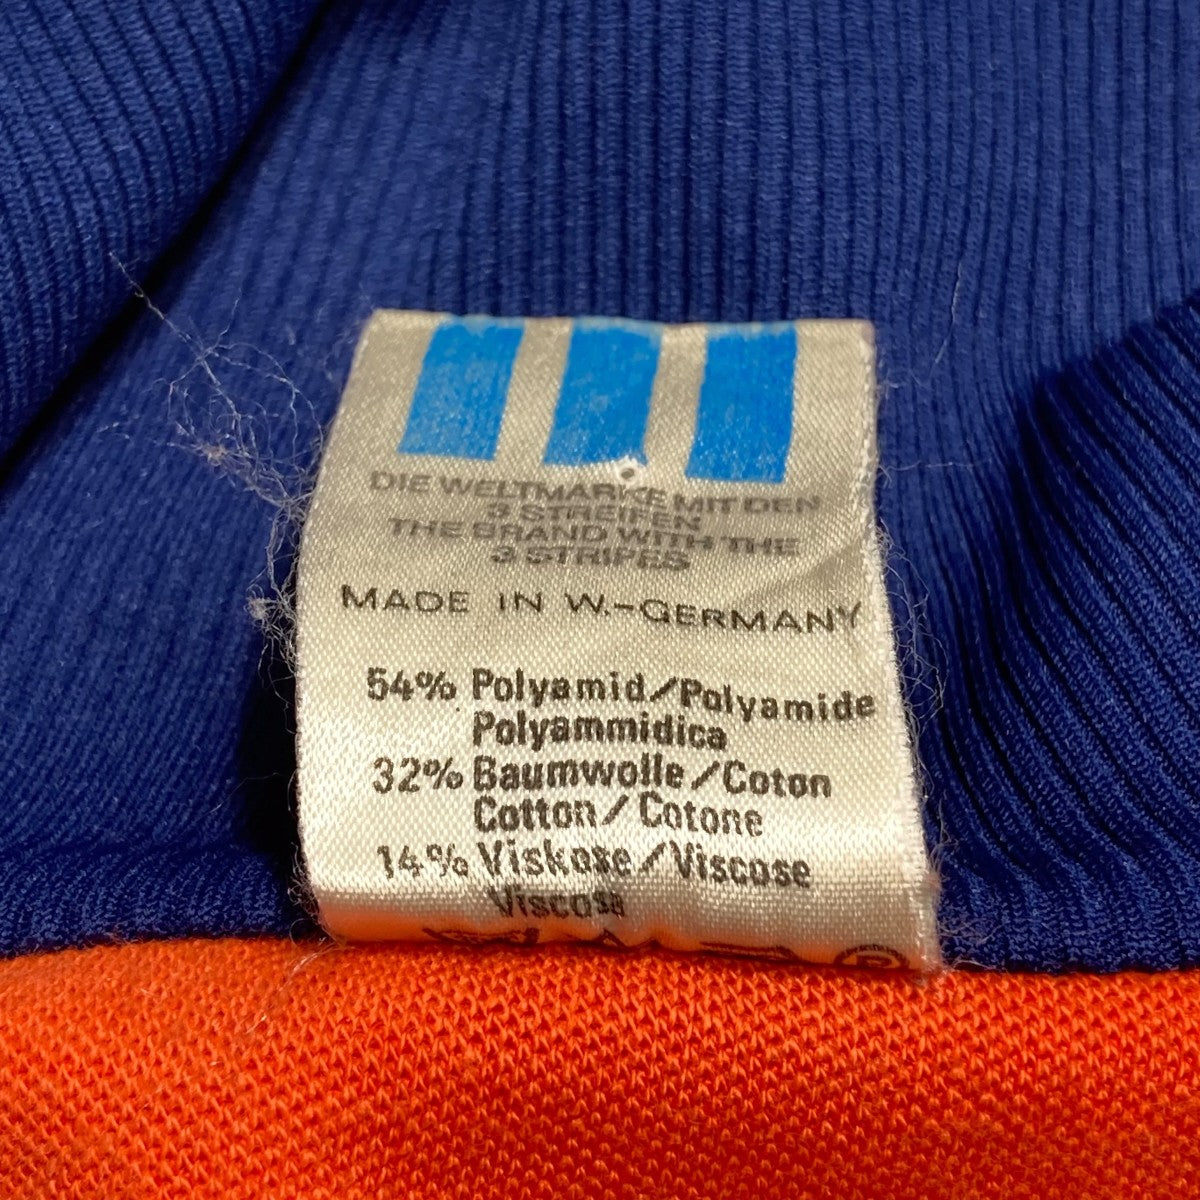 DIE WELTMARKE MIT DEN
3 STREIFEN
THE BRAND WITH THE
3 STRIPES
MADE IN W.-GERMANY
54% Polyamid/Polyamide
Polyammidica
32% Baumwolle/Coton
Cotton/Cotone
14% Viskose/Viscose
Viscosa